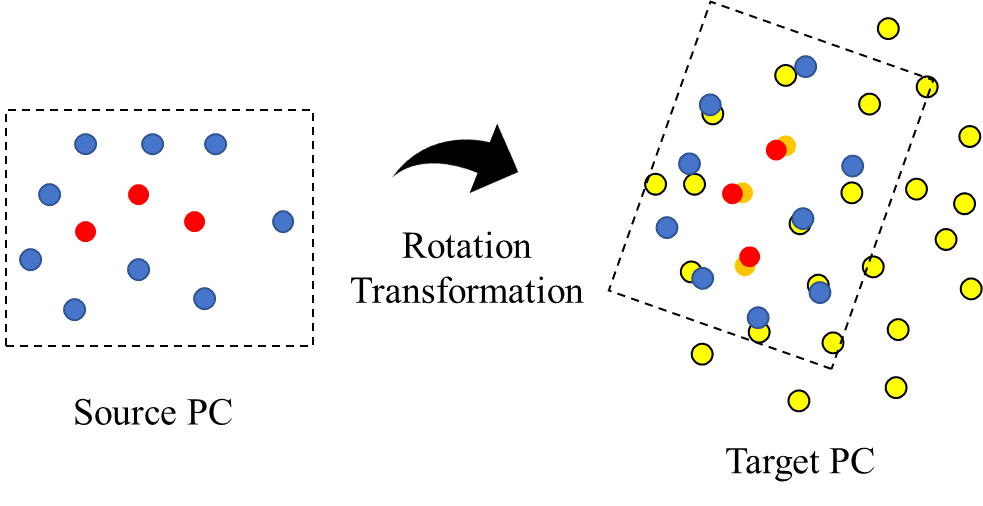 Rotation
Transformation
Source PC
Target PC